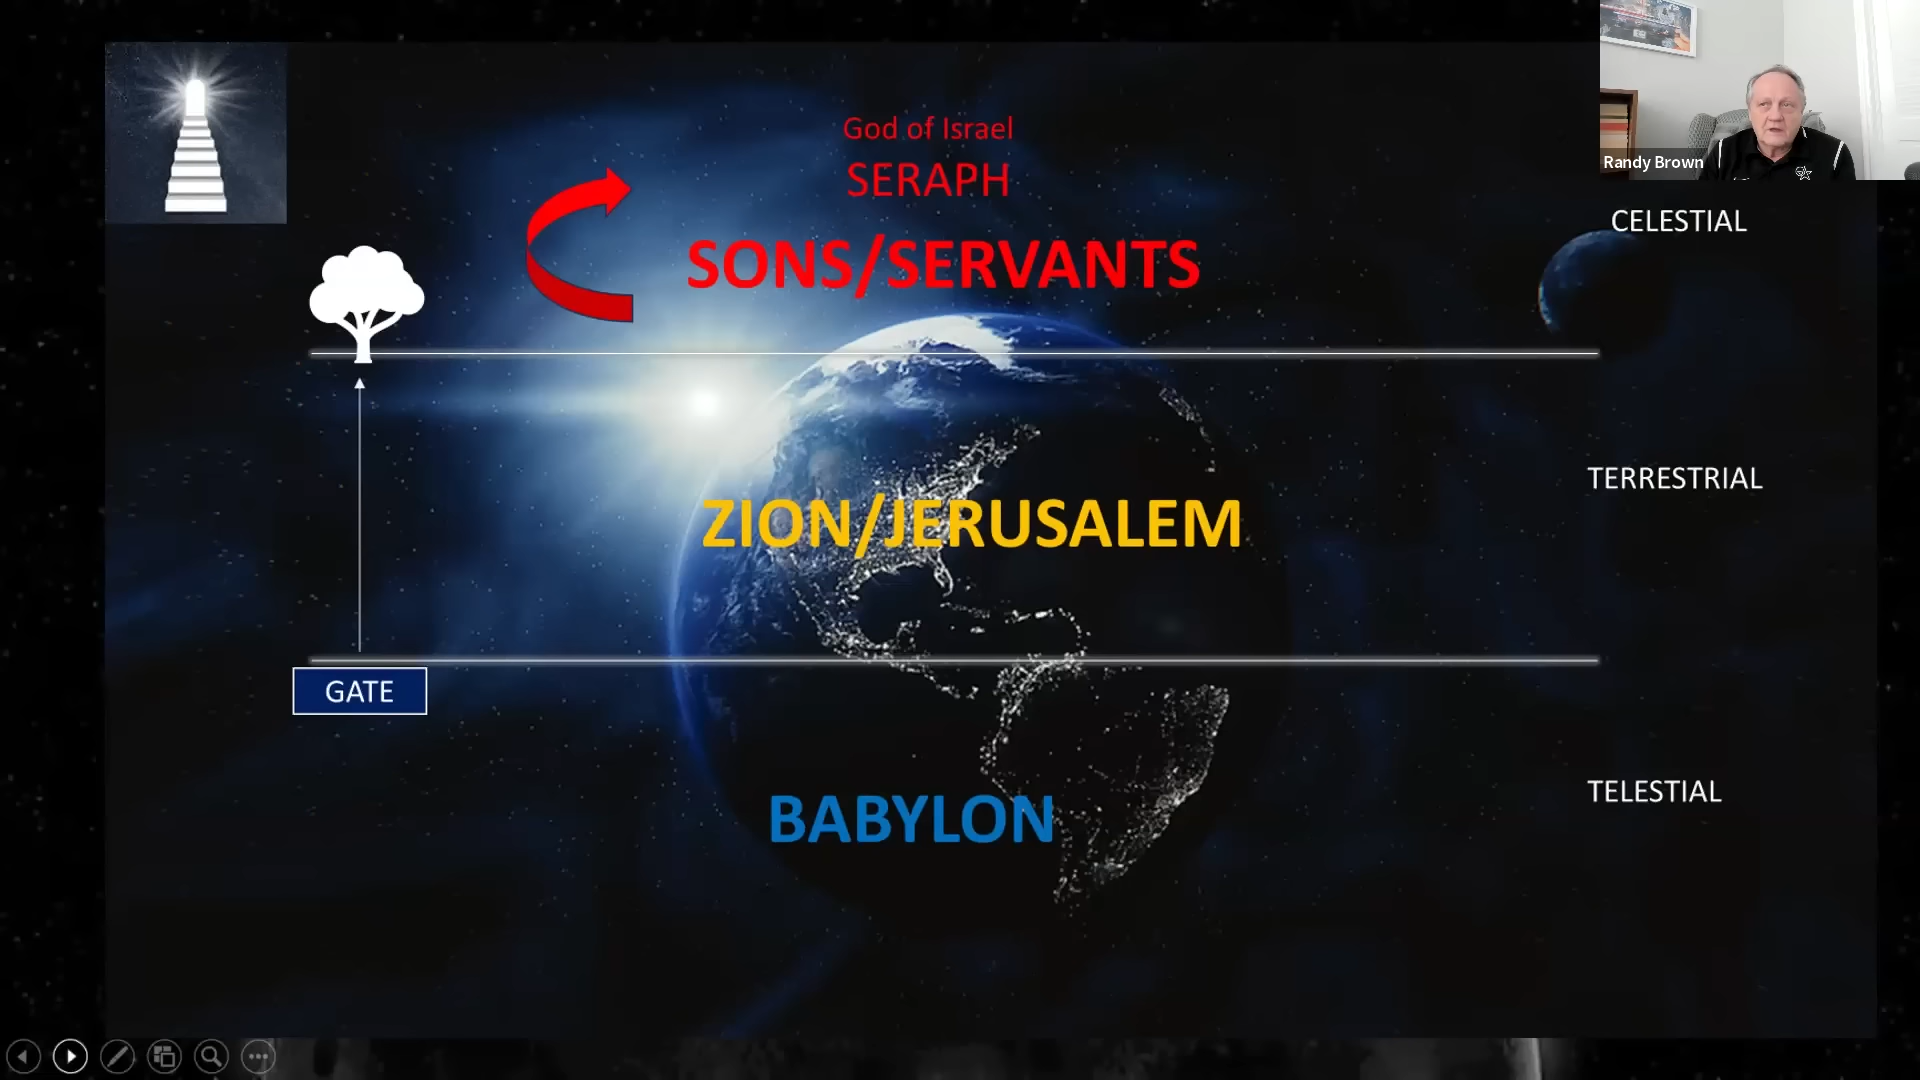 God of Israel
SERAPH
SONS/SERVANTS
Randy Brown
CELESTIAL
ZION/JERUSALEM
TERRESTRIAL
GATE
BABYLON
TELESTIAL